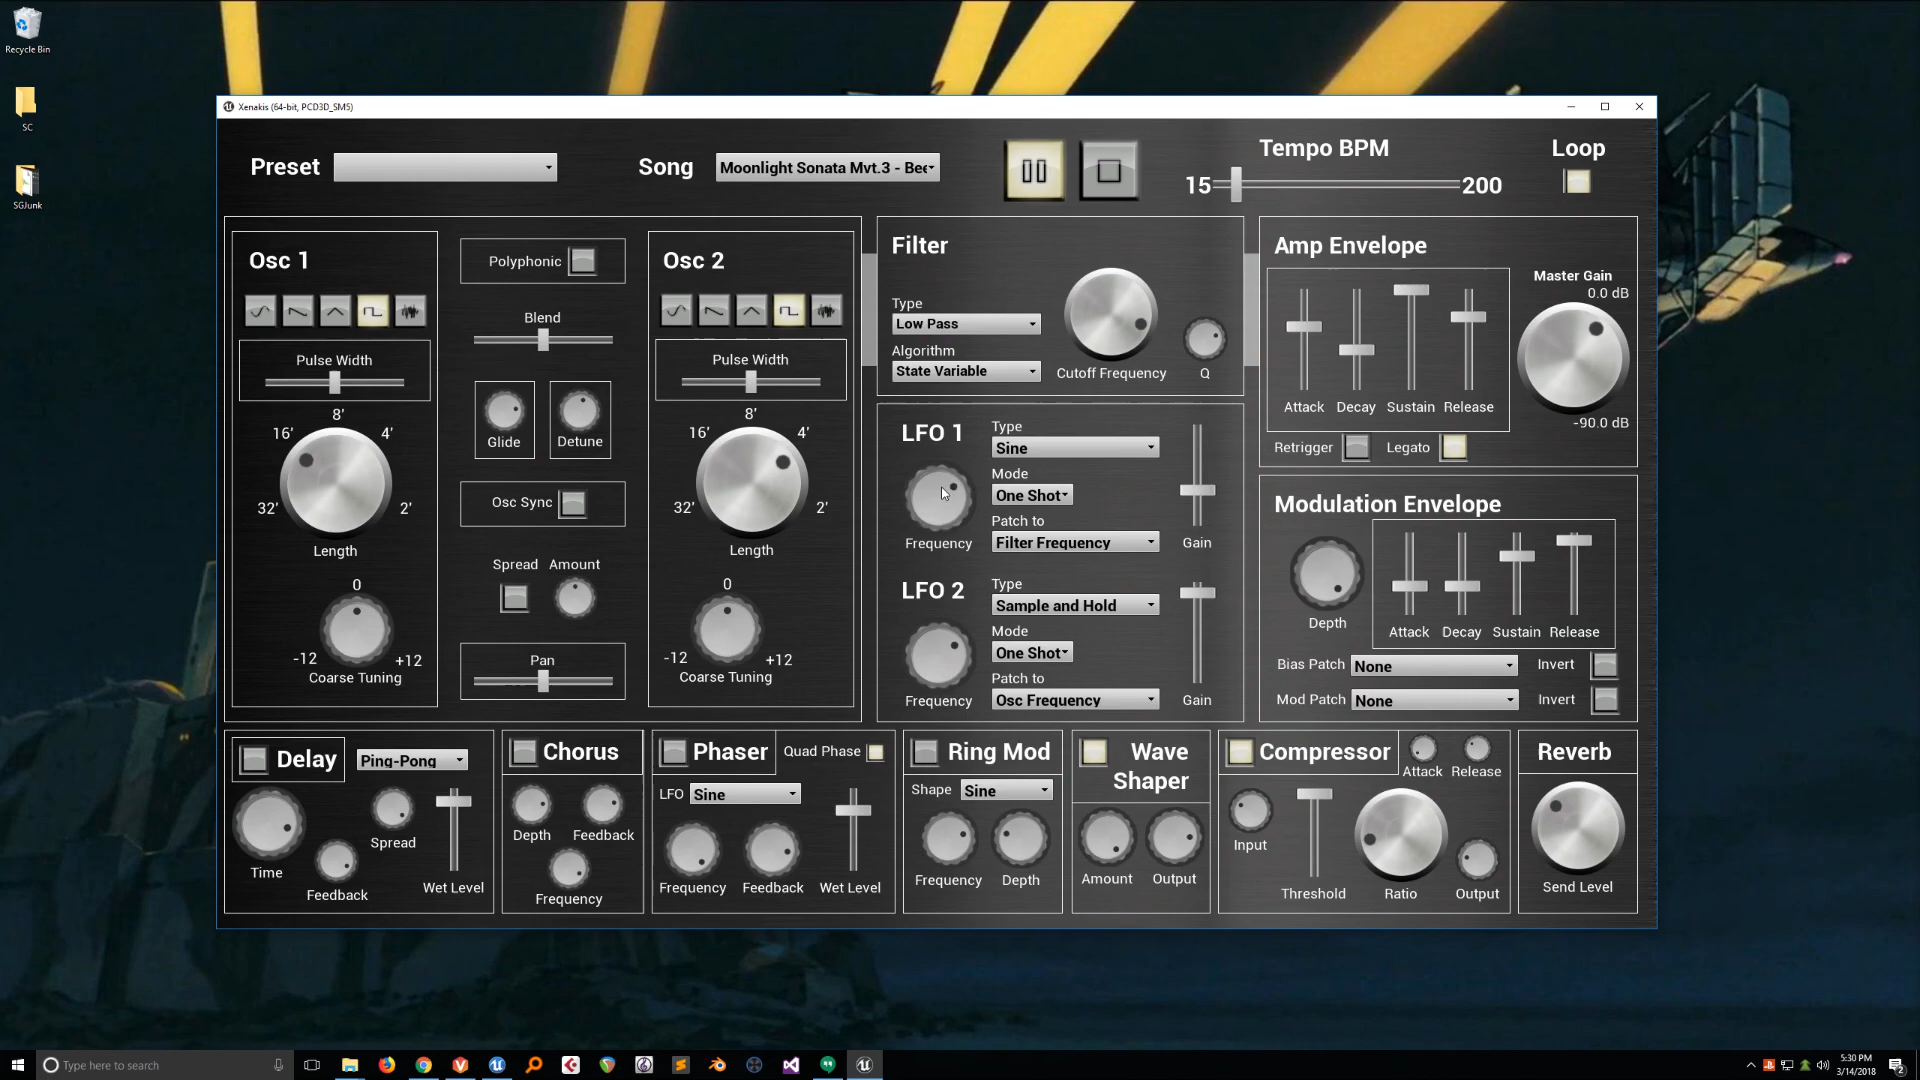 Recycle Bin
SC
SGJunk
Xenakis (64-bit, PCD3D_SM5)
Preset
Song
Moonlight Sonata Mvt.3 - Bee
Tempo BPM
15
200
Loop
Osc 1
Pulse Width
8'
16'
4'
32'
2'
Length
0
-12
+12
Coarse Tuning
Polyphonic
Blend
Glide
Detune
Osc Sync
Spread
Amount
Pan
Osc 2
Pulse Width
8'
16'
4'
32'
2'
Length
0
-12
+12
Coarse Tuning
Filter
Type
Low Pass
Algorithm
State Variable
Cutoff Frequency
Q
LFO 1
Frequency
Type
Sine
Mode
One Shot
Patch to
Filter Frequency
Gain
LFO 2
Frequency
Type
Sample and Hold
Mode
One Shot
Patch to
Osc Frequency
Gain
Amp Envelope
Attack
Decay
Sustain
Release
Master Gain
0.0 dB
-90.0 dB
Retrigger
Legato
Modulation Envelope
Depth
Attack
Decay
Sustain
Release
Bias Patch
None
Invert
Mod Patch
None
Invert
Delay
Ping-Pong
Time
Feedback
Spread
Wet Level
Chorus
Depth
Feedback
Frequency
Phaser
Quad Phase
LFO
Sine
Frequency
Feedback
Wet Level
Ring Mod
Shape
Sine
Frequency
Depth
Wave
Shaper
Amount
Output
Compressor
Attack
Release
Input
Threshold
Ratio
Output
Reverb
Send Level
Type here to search
5:30 PM
3/14/2018
2